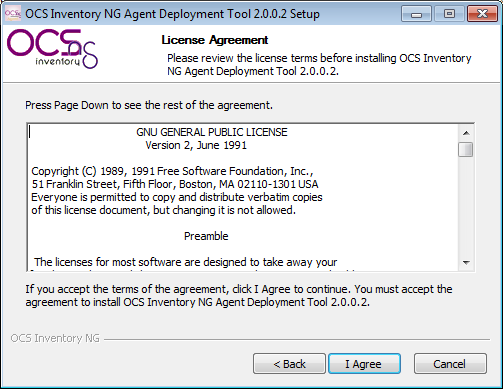 OCS Inventory NG Agent Deployment Tool 2.0.0.2 Setup
OCS ng
inventory
License Agreement
Please review the license terms before installing OCS Inventory
NG Agent Deployment Tool 2.0.0.2.
Press Page Down to see the rest of the agreement.
GNU GENERAL PUBLIC LICENSE
Version 2, June 1991
Copyright (C) 1989, 1991 Free Software Foundation, Inc.,
51 Franklin Street, Fifth Floor, Boston, MA 02110-1301 USA
Everyone is permitted to copy and distribute verbatim copies
of this license document, but changing it is not allowed.
Preamble
The licenses for most software are designed to take away your
If you accept the terms of the agreement, click I Agree to continue. You must accept the
agreement to install OCS Inventory NG Agent Deployment Tool 2.0.0.2.
OCS Inventory NG
< Back
I Agree
Cancel